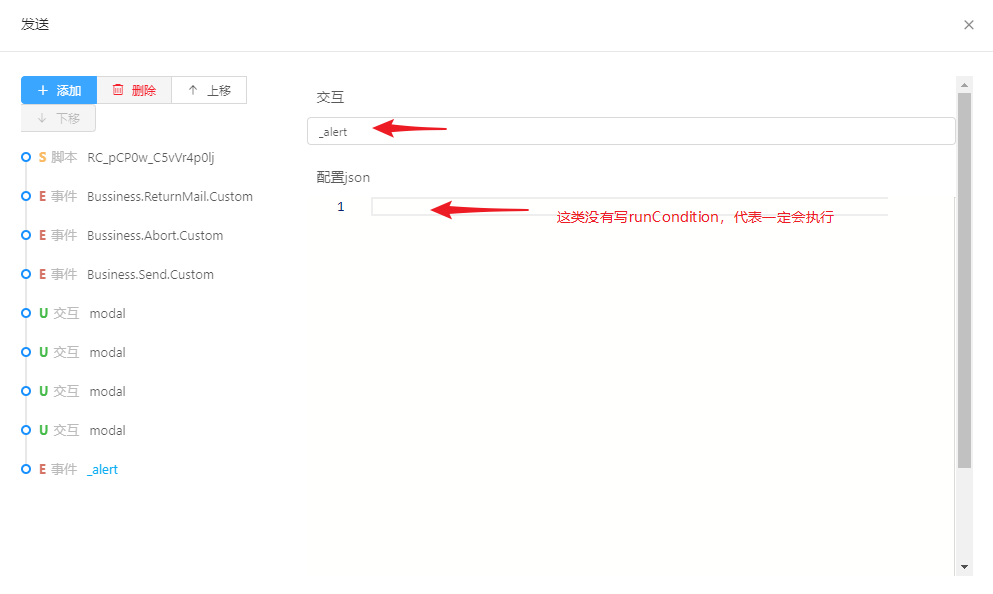 发送
添加
删除
上移
下移
S 脚本 RC_pCP0w_C5vVr4p0lj
E 事件 Bussiness.ReturnMail.Custom
E 事件 Bussiness.Abort.Custom
E 事件 Business.Send.Custom
U 交互 modal
U 交互 modal
U 交互 modal
U 交互 modal
E 事件 _alert
交互
_alert
配置json
1
这类没有写runCondition，代表一定会执行